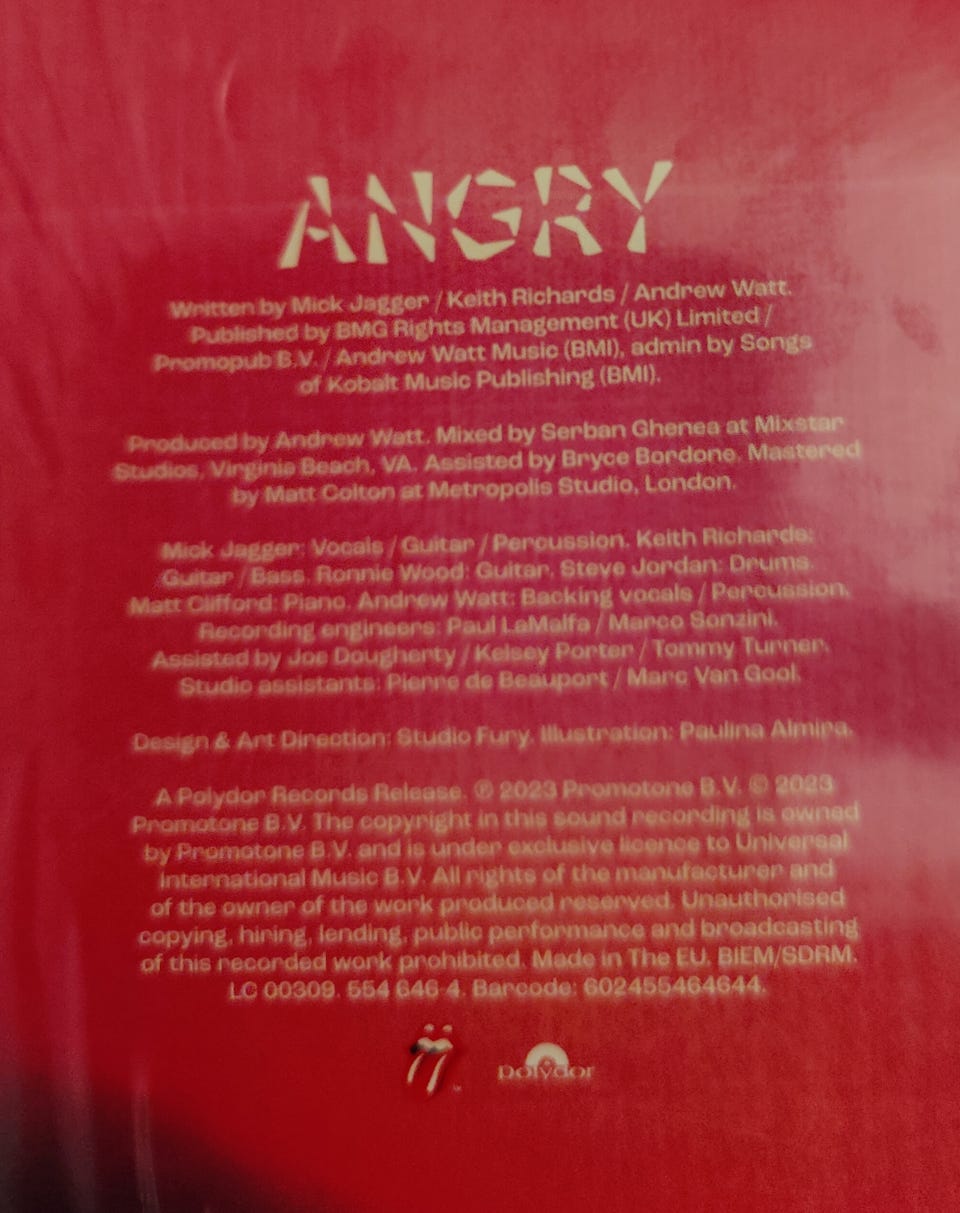 ANGRY
Written by Mick Jagger / Keith Richards / Andrew Watt.
Published by BMG Rights Management (UK) Limited /
Promopub B.V. / Andrew Watt Music (BMI), admin by Songs
of Kobalt Music Publishing (BMI).
Produced by Andrew Watt. Mixed by Serban Ghenea at Mixstar
Studios, Virginia Beach, VA. Assisted by Bryce Bordone. Mastered
by Matt Colton at Metropolis Studio, London.
Mick Jagger: Vocals / Guitar / Percussion. Keith Richards:
Guitar / Bass. Ronnie Wood: Guitar. Steve Jordan: Drums.
Matt Clifford: Piano. Andrew Watt: Backing vocals / Percussion.
Recording engineers: Paul LaMalfa / Marco Sonzini.
Assisted by Joe Dougherty / Kelsey Porter / Tommy Turner.
Studio assistants: Pierre de Beauport / Marc Van Gool.
Design & Art Direction: Studio Fury. Illustration: Paulina Almira.
A Polydor Records Release. ℗ 2023 Promotone B.V. © 2023
Promotone B.V. The copyright in this sound recording is owned
by Promotone B.V. and is under exclusive licence to Universal
International Music B.V. All rights of the manufacturer and
of the owner of the work produced reserved. Unauthorised
copying, hiring, lending, public performance and broadcasting
of this recorded work prohibited. Made in The EU. BIEM/SDRM.
LC 00309. 554 646-4. Barcode: 602455464644.
polydor